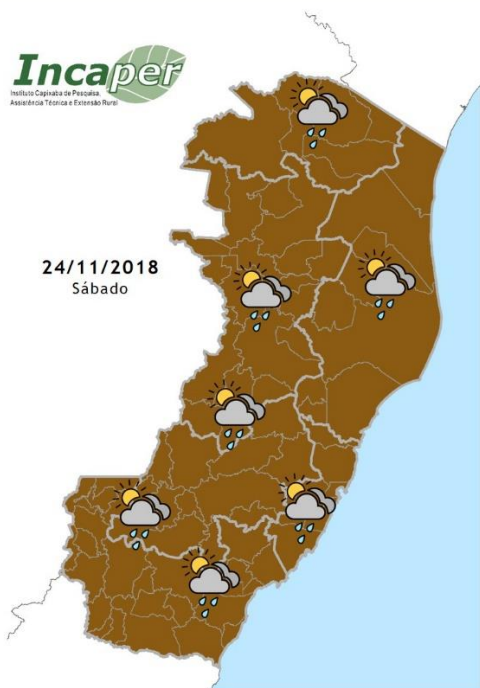 Incaper
Instituto Capixaba de Pesquisa,
Assistência Técnica e Extensão Rural
24/11/2018
Sábado